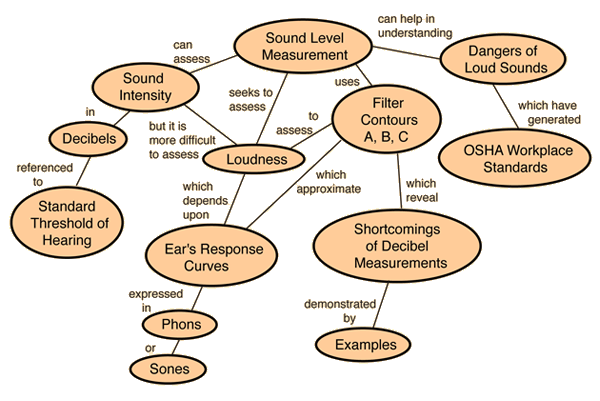 Sound Level
Measurement
can help in
understanding
Dangers of
Loud Sounds
can
assess
Sound
Intensity
seeks to
assess
uses
Filter
Contours
A, B, C
which have
generated
OSHA Workplace
Standards
in
Decibels
but it is
more difficult
to assess
to
assess
Loudness
referenced
to
Standard
Threshold of
Hearing
which
depends
upon
which
approximate
which
reveal
Ear's Response
Curves
Shortcomings
of Decibel
Measurements
expressed
in
Phons
or
Sones
demonstrated
by
Examples